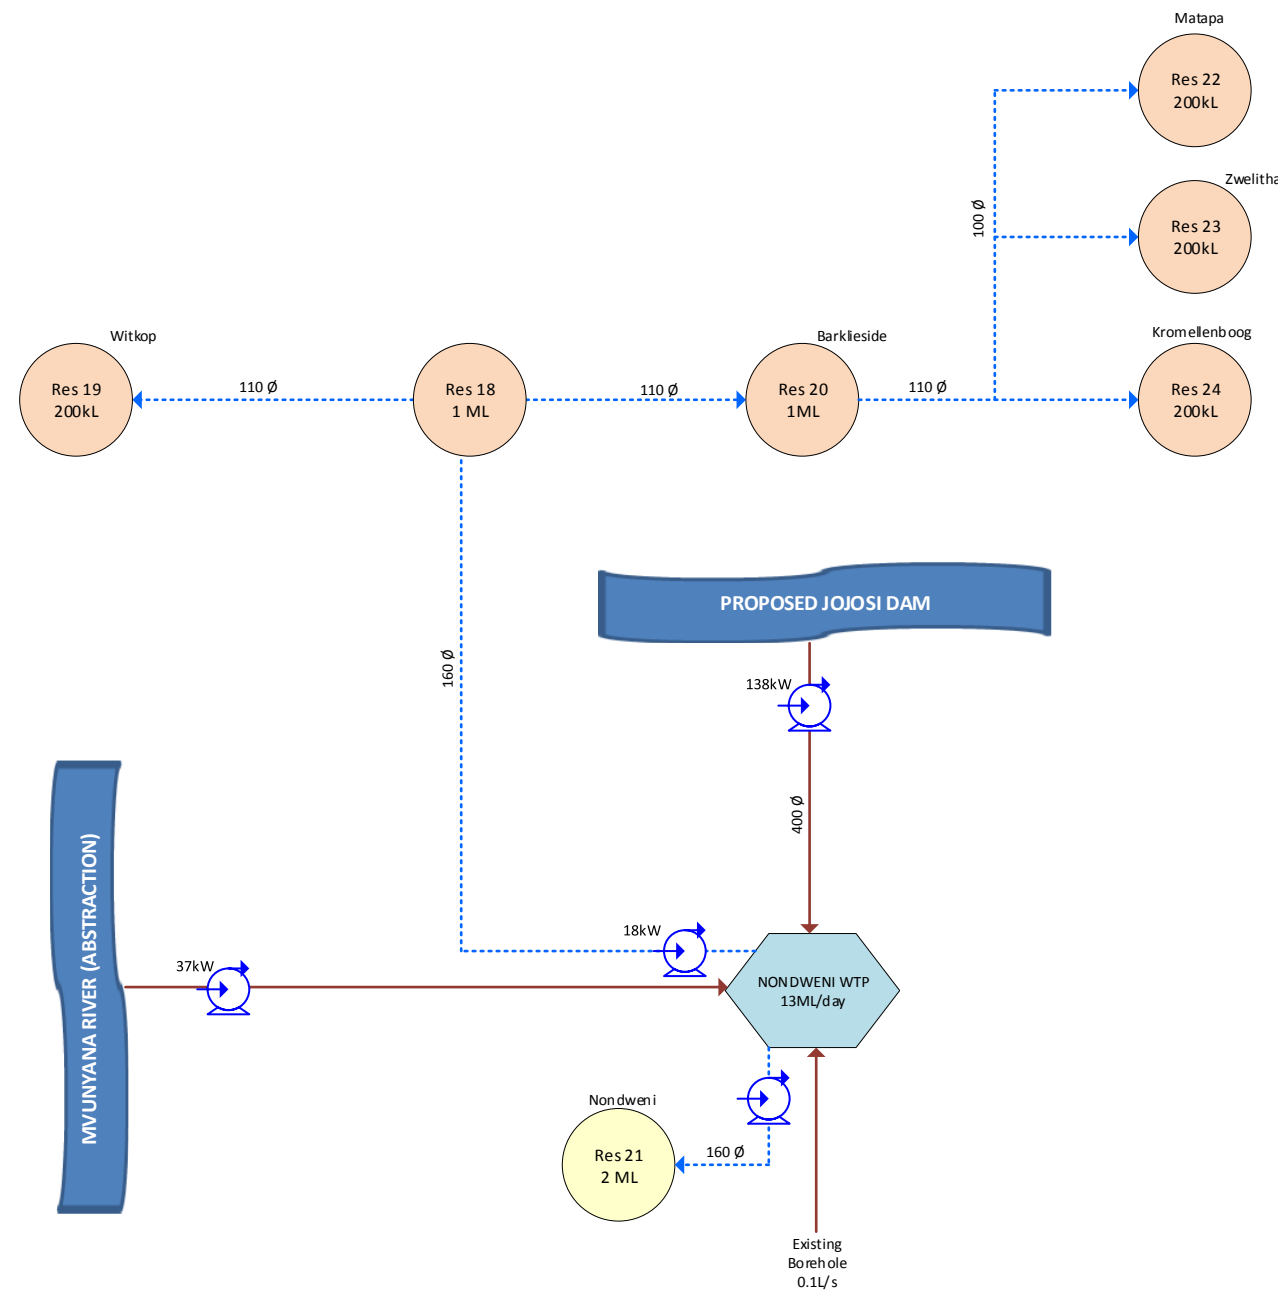 Matapa
Res 22
200kL
Zwelitha
Res 23
200kL
100 Ø
Witkop
Res 19
200kL
110 Ø
Res 18
1 ML
110 Ø
Barklieside
Res 20
1ML
110 Ø
Kromellenboog
Res 24
200kL
160 Ø
PROPOSED JOJOSI DAM
138kW
400 Ø
MVUNYANA RIVER (ABSTRACTION)
37kW
18kW
NONDWENI WTP
13ML/day
Nondweni
Res 21
2 ML
160 Ø
Existing
Borehole
0.1L/s